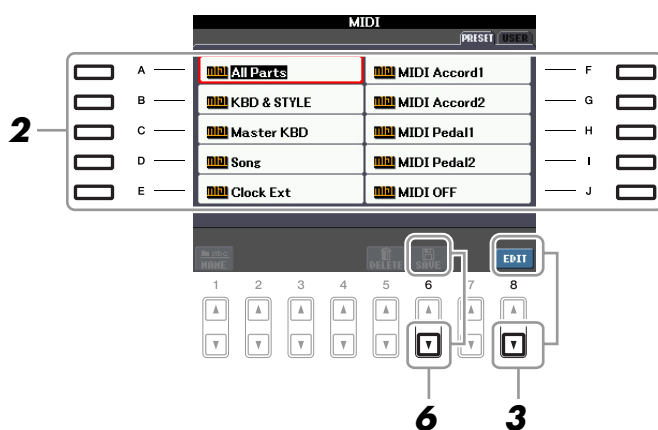 MIDI
PRESET USER
A MIDI All Parts MIDI MIDI Accord1 F
B MIDI KBD & STYLE MIDI MIDI Accord2 G
2 C MIDI Master KBD MIDI MIDI Pedal1 H
D MIDI Song MIDI MIDI Pedal2 I
E MIDI Clock Ext MIDI MIDI OFF J
NAME DELETE SAVE EDIT
1 2 3 4 5 6 7 8
6 3